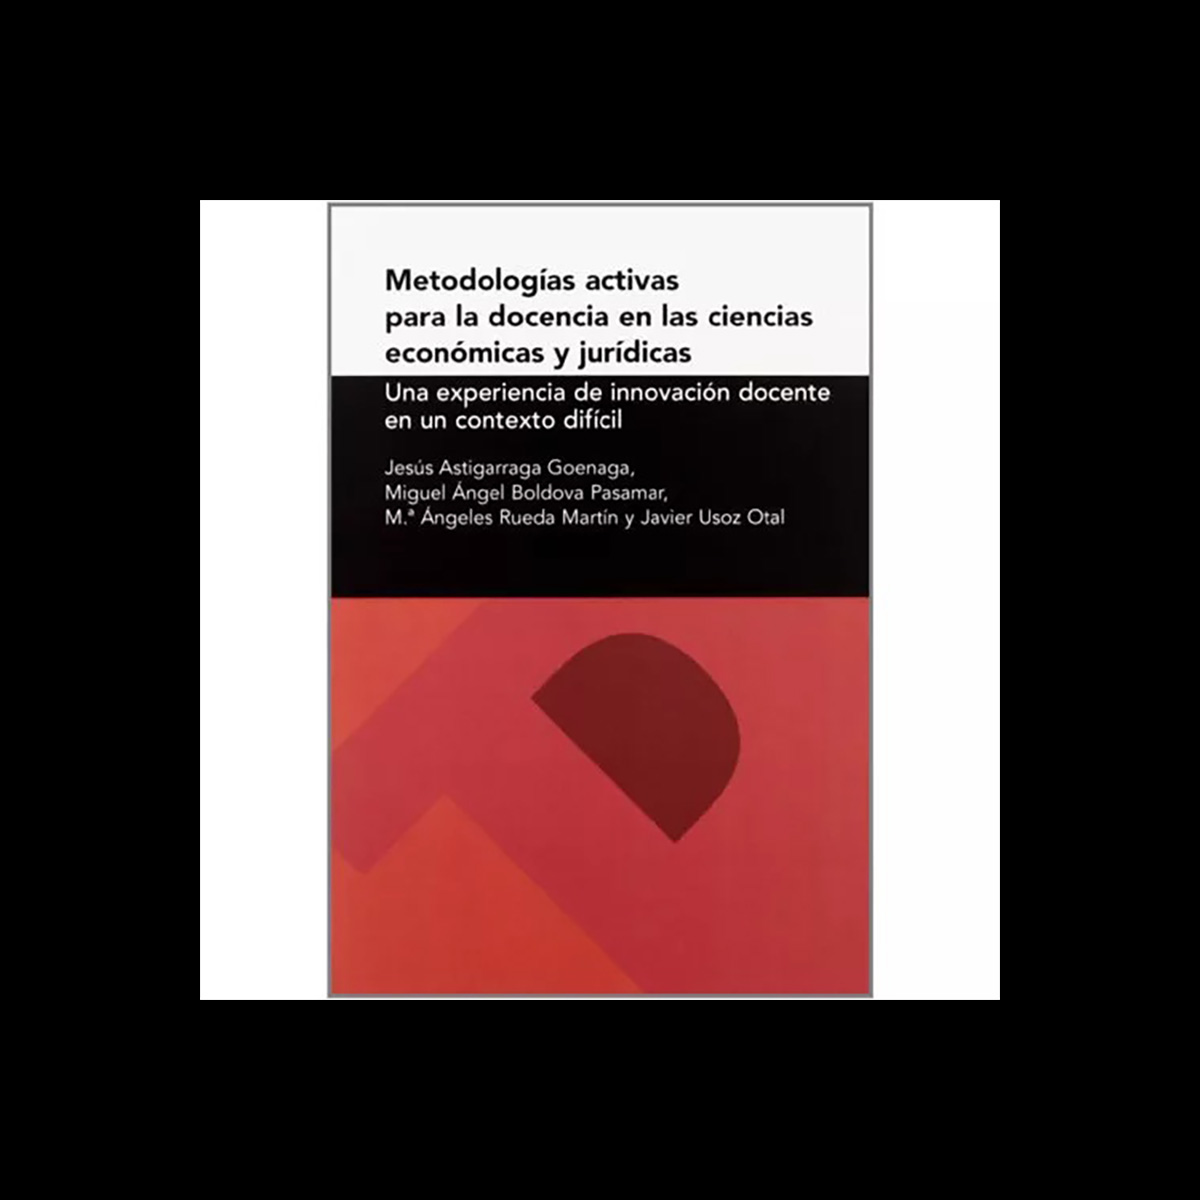 Metodologías activas
para la docencia en las ciencias
económicas y jurídicas
Una experiencia de innovación docente
en un contexto difícil
Jesús Astigarraga Goenaga,
Miguel Ángel Boldova Pasamar,
M.ª Ángeles Rueda Martín y Javier Usoz Otal